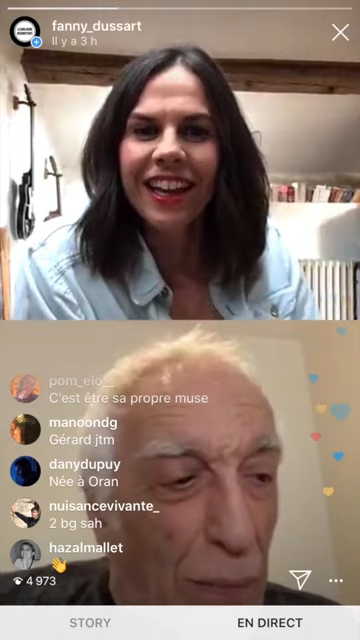 fanny_dussart
Il y a 3 h
pom_elo__
C'est être sa propre muse
manoondg
Gérard jtm
danydupuy
Née à Oran
nuisancevivante_
2 bg sah
hazalmallet
👋
4 973
STORY
EN DIRECT